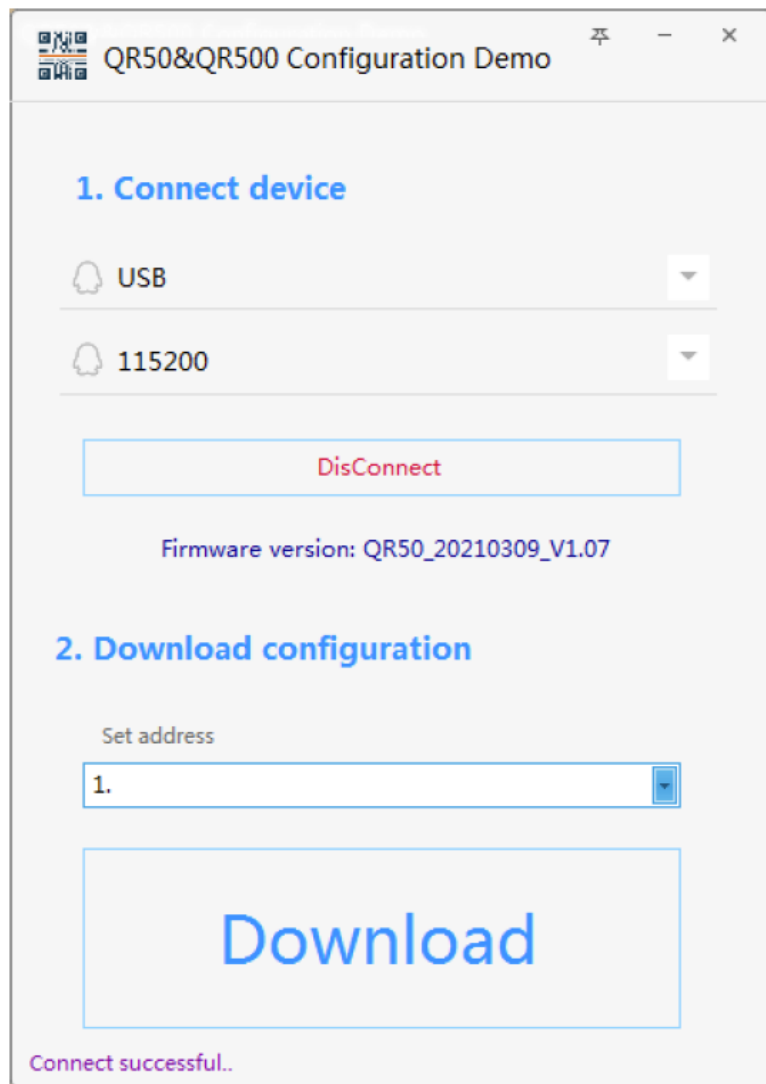 QR50&QR500 Configuration Demo
1. Connect device
USB
115200
DisConnect
Firmware version: QR50_20210309_V1.07
2. Download configuration
Set address
1.
Download
Connect successful..